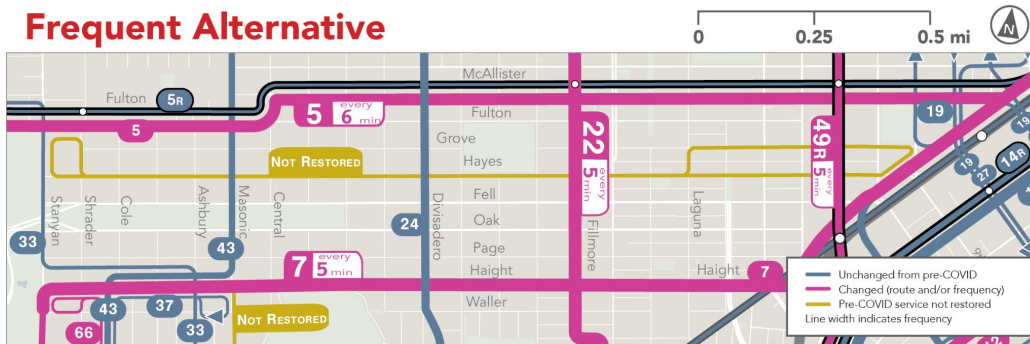 Frequent Alternative
0
0.25
0.5 mi
N
McAllister
Fulton
5R
5
5
every
6
min
Fulton
19
Grove
Hayes
NOT RESTORED
22
every
5
min
49R
every
5
min
19
19
27
14R
Stanyan
Shrader
Cole
Ashbury
Masonic
Central
Divisadero
Fell
Oak
Page
Haight
Waller
Fillmore
Laguna
24
33
43
7
every
5
min
Haight
7
43
37
33
66
NOT RESTORED
Unchanged from pre-COVID
Changed (route and/or frequency)
Pre-COVID service not restored
Line width indicates frequency